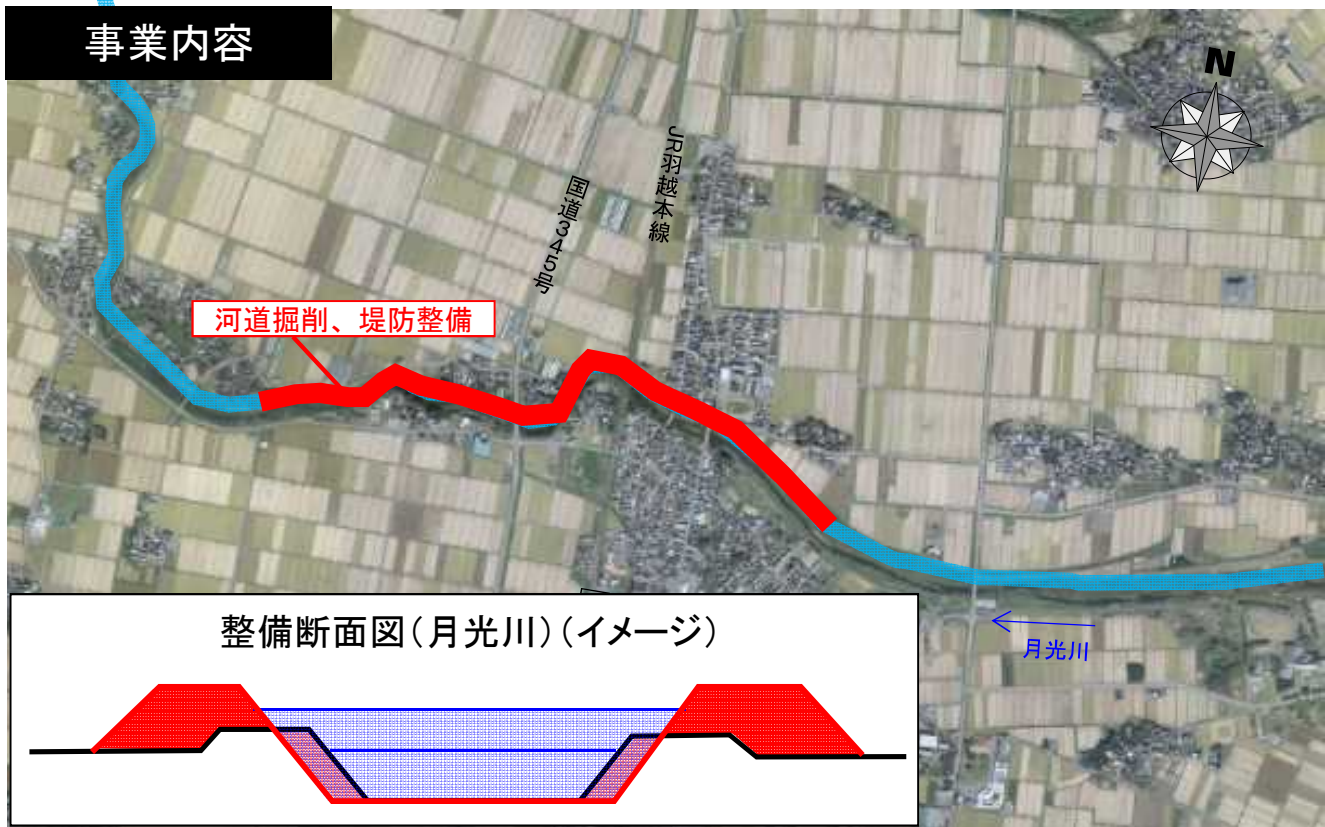 事業内容
N
JR羽越本線
国道345号
河道掘削、堤防整備
整備断面図(月光川)(イメージ)
月光川